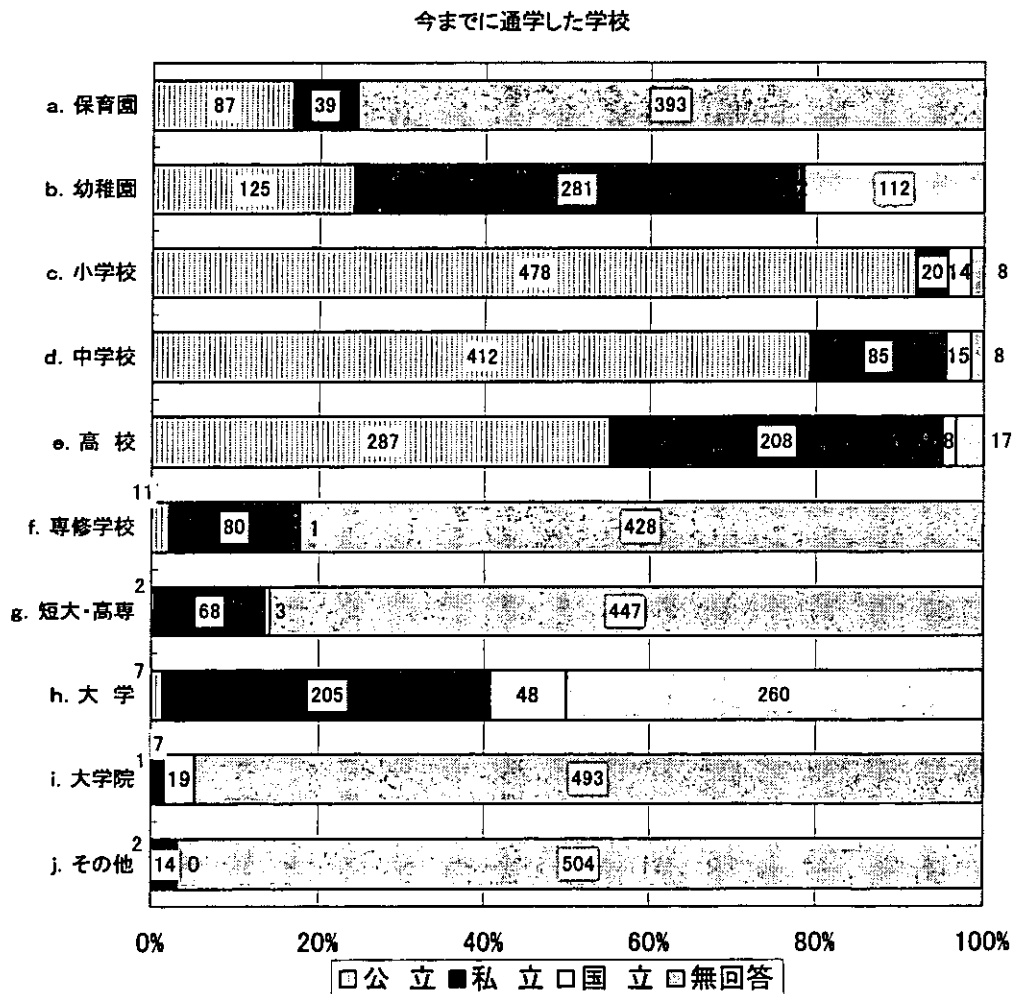 今までに通学した学校
a. 保育園 87 39 393
b. 幼稚園 125 281 2 112
c. 小学校 478 20 14 8
d. 中学校 412 85 15 8
e. 高 校 287 208 8 17
11
f. 専修学校 80 1 428
2
g. 短大・高専 68 3 447
7
h. 大 学 205 48 260
7
1
i. 大学院 19 493
2
j. その他 14 0 504
0% 20% 40% 60% 80% 100%
公 立 私 立 国 立 無回答